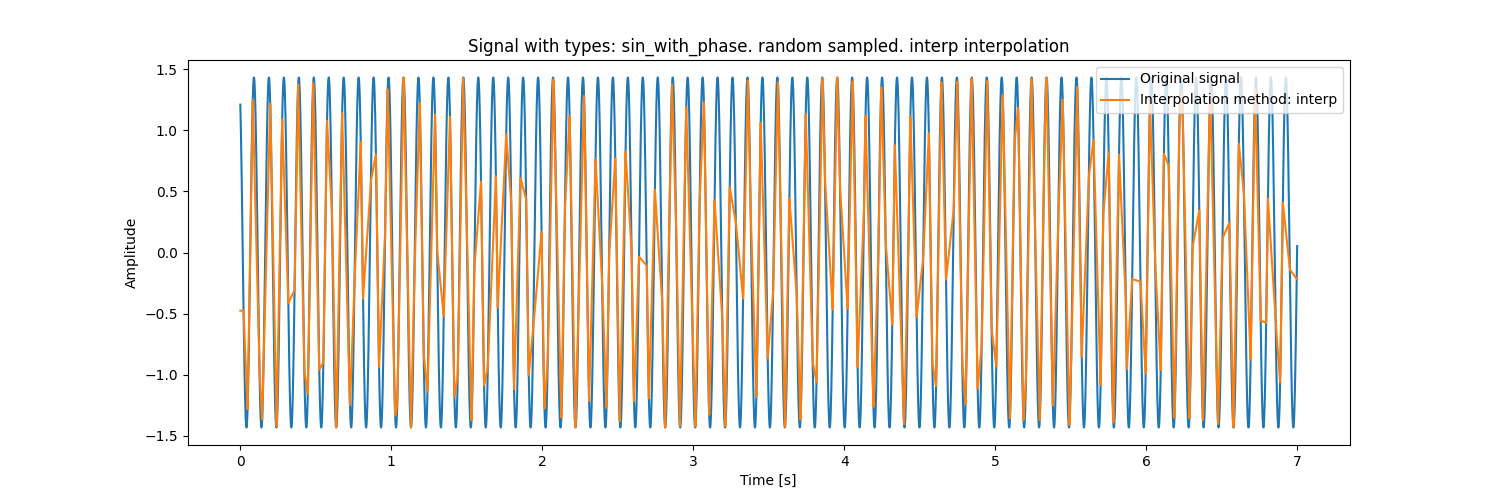 Signal with types: sin_with_phase. random sampled. interp interpolation
Original signal
Interpolation method: interp
Amplitude
1.5
1.0
0.5
0.0
−0.5
−1.0
−1.5
0 1 2 3 4 5 6 7
Time [s]